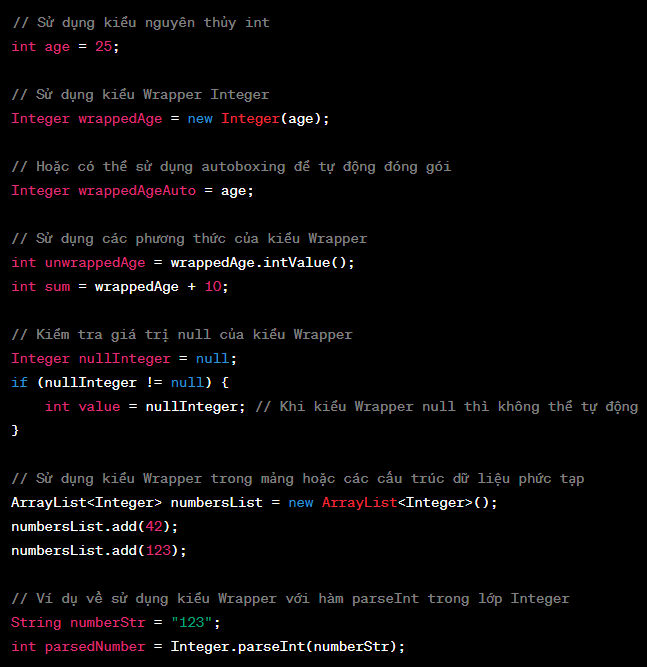 // Sử dụng kiểu nguyên thủy int
int age = 25;
// Sử dụng kiểu Wrapper Integer
Integer wrappedAge = new Integer(age);
// Hoặc có thể sử dụng autoboxing để tự động đóng gói
Integer wrappedAgeAuto = age;
// Sử dụng các phương thức của kiểu Wrapper
int unwrappedAge = wrappedAge.intValue();
int sum = wrappedAge + 10;
// Kiểm tra giá trị null của kiểu Wrapper
Integer nullInteger = null;
if (nullInteger != null) {
    int value = nullInteger; // Khi kiểu Wrapper null thì không thể tự động
}
// Sử dụng kiểu Wrapper trong mảng hoặc các cấu trúc dữ liệu phức tạp
ArrayList<Integer> numbersList = new ArrayList<Integer>();
numbersList.add(42);
numbersList.add(123);
// Ví dụ về sử dụng kiểu Wrapper với hàm parseInt trong lớp Integer
String numberStr = "123";
int parsedNumber = Integer.parseInt(numberStr);